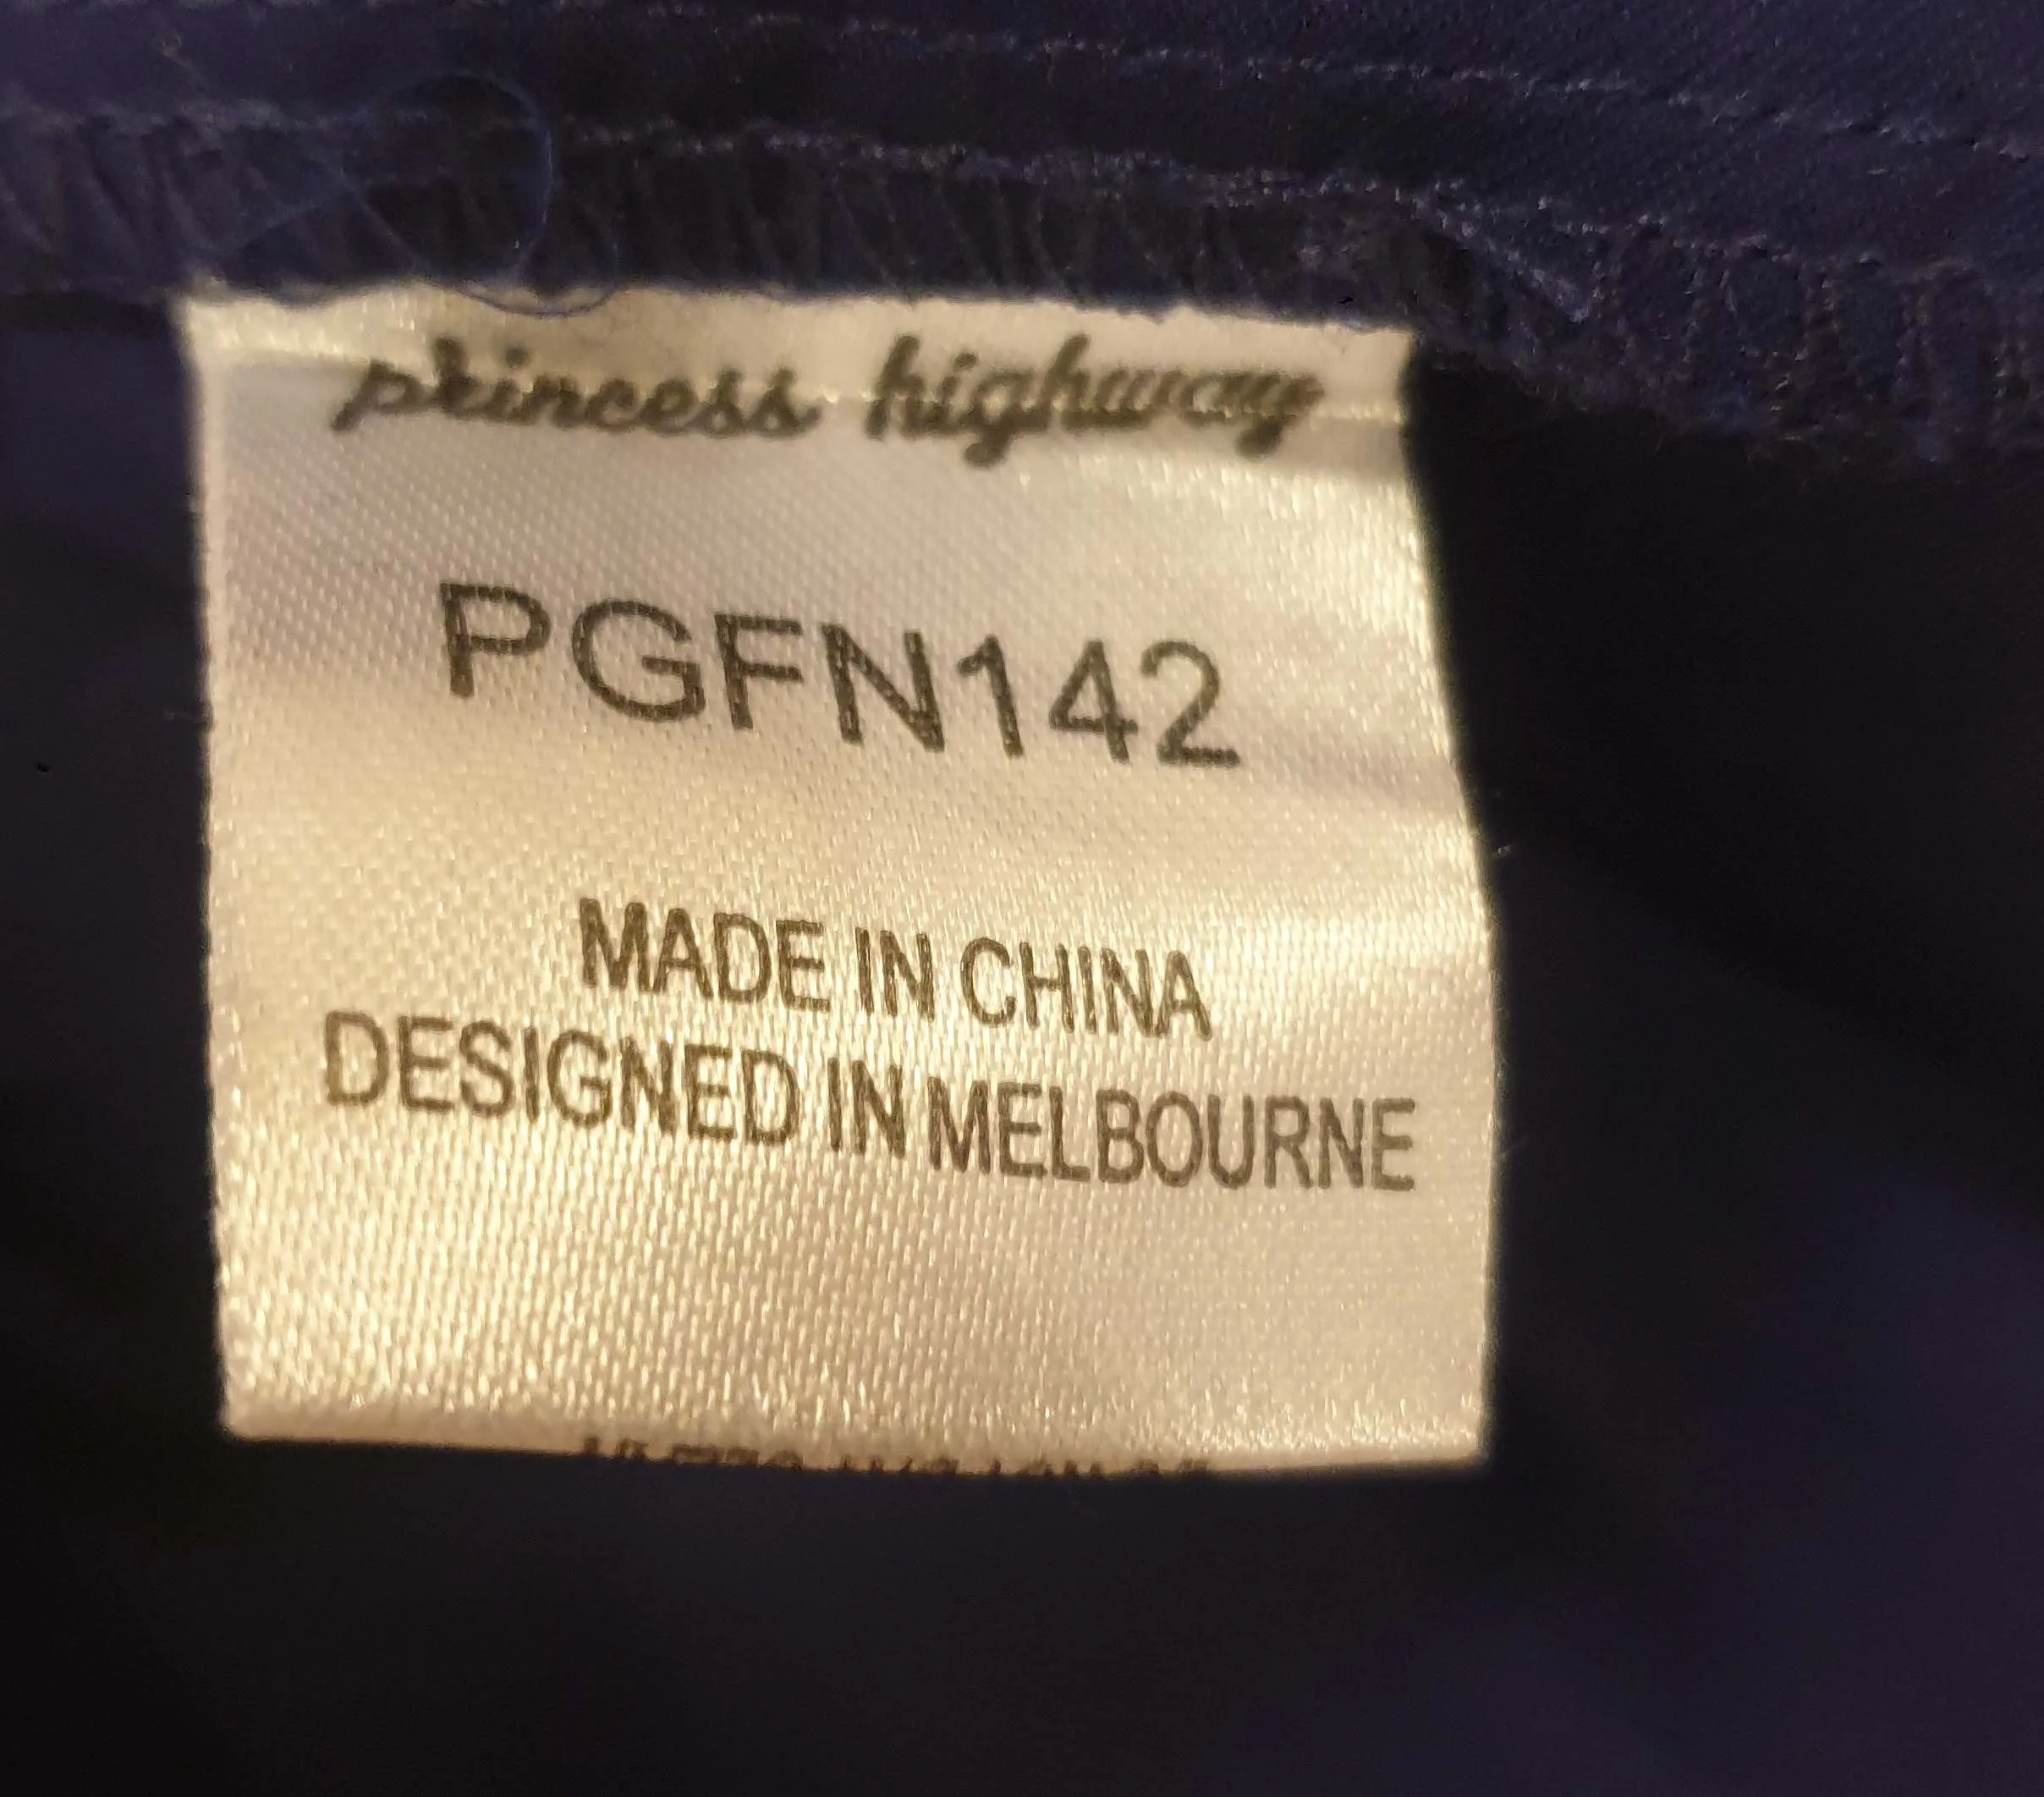 princess highway
PGFN142
MADE IN CHINA
DESIGNED IN MELBOURNE